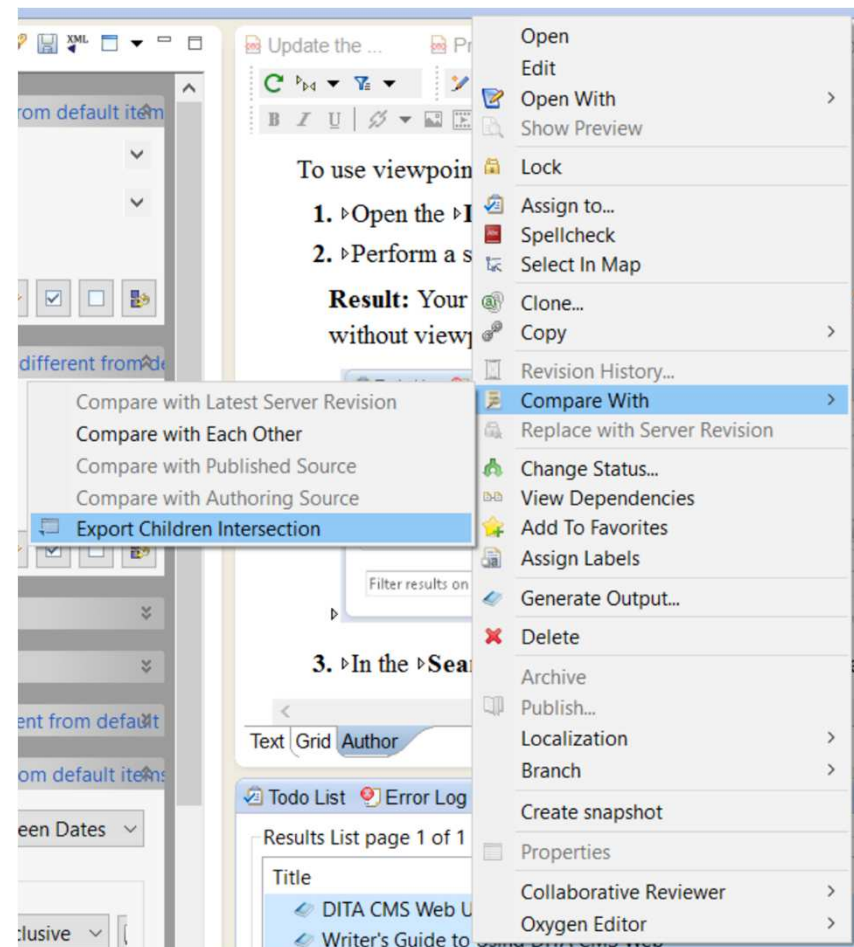 XML
rom default item
different from de
ent from default
om default items
een Dates
clusive
Update the ...
Pr
B I U
To use viewpoin
1. Open the I
2. Perform a s
Result: Your
without viewp
Filter results on
3. In the Sear
Text Grid Author
Todo List Error Log
Results List page 1 of 1
Title
DITA CMS Web U
Writer's Guide to Using DITA CMS Web
Open
Edit
Open With
Show Preview
Lock
Assign to...
Spellcheck
Select In Map
Clone...
Copy
Revision History...
Compare With
Replace with Server Revision
Change Status...
View Dependencies
Add To Favorites
Assign Labels
Generate Output...
Delete
Archive
Publish...
Localization
Branch
Create snapshot
Properties
Collaborative Reviewer
Oxygen Editor
Compare with Latest Server Revision
Compare with Each Other
Compare with Published Source
Compare with Authoring Source
Export Children Intersection